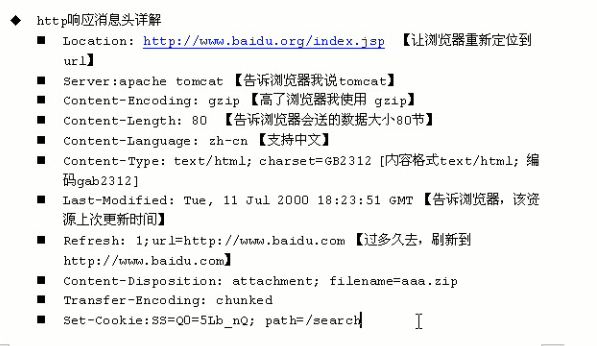 ◆ http响应消息头详解
■ Location: http://www.baidu.org/index.jsp 【让浏览器重新定位到
url】
■ Server:apache tomcat 【告诉浏览器我说tomcat】
■ Content-Encoding: gzip 【高了浏览器我使用 gzip】
■ Content-Length: 80 【告诉浏览器会送的数据大小80节】
■ Content-Language: zh-cn 【支持中文】
■ Content-Type: text/html; charset=GB2312 [内容格式text/html; 编
码gab2312]
■ Last-Modified: Tue, 11 Jul 2000 18:23:51 GMT 【告诉浏览器，该资
源上次更新时间】
■ Refresh: 1;url=http://www.baidu.com 【过多久去，刷新到
http://www.baidu.com】
■ Content-Disposition: attachment; filename=aaa.zip
■ Transfer-Encoding: chunked
■ Set-Cookie:SS=Q0=5Lb_nQ; path=/search